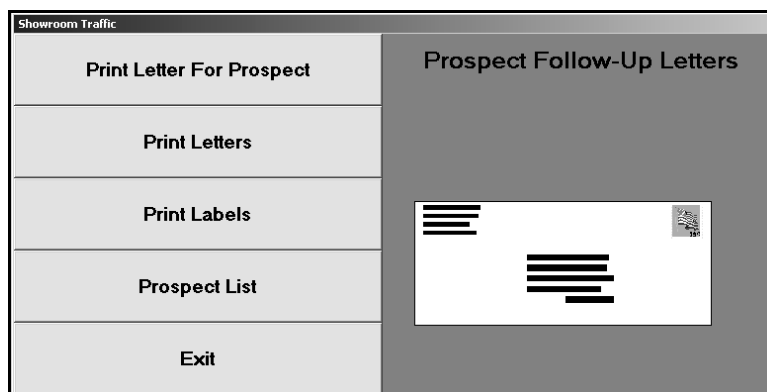 Showroom Traffic
Print Letter For Prospect
Prospect Follow-Up Letters
Print Letters
Print Labels
Prospect List
Exit